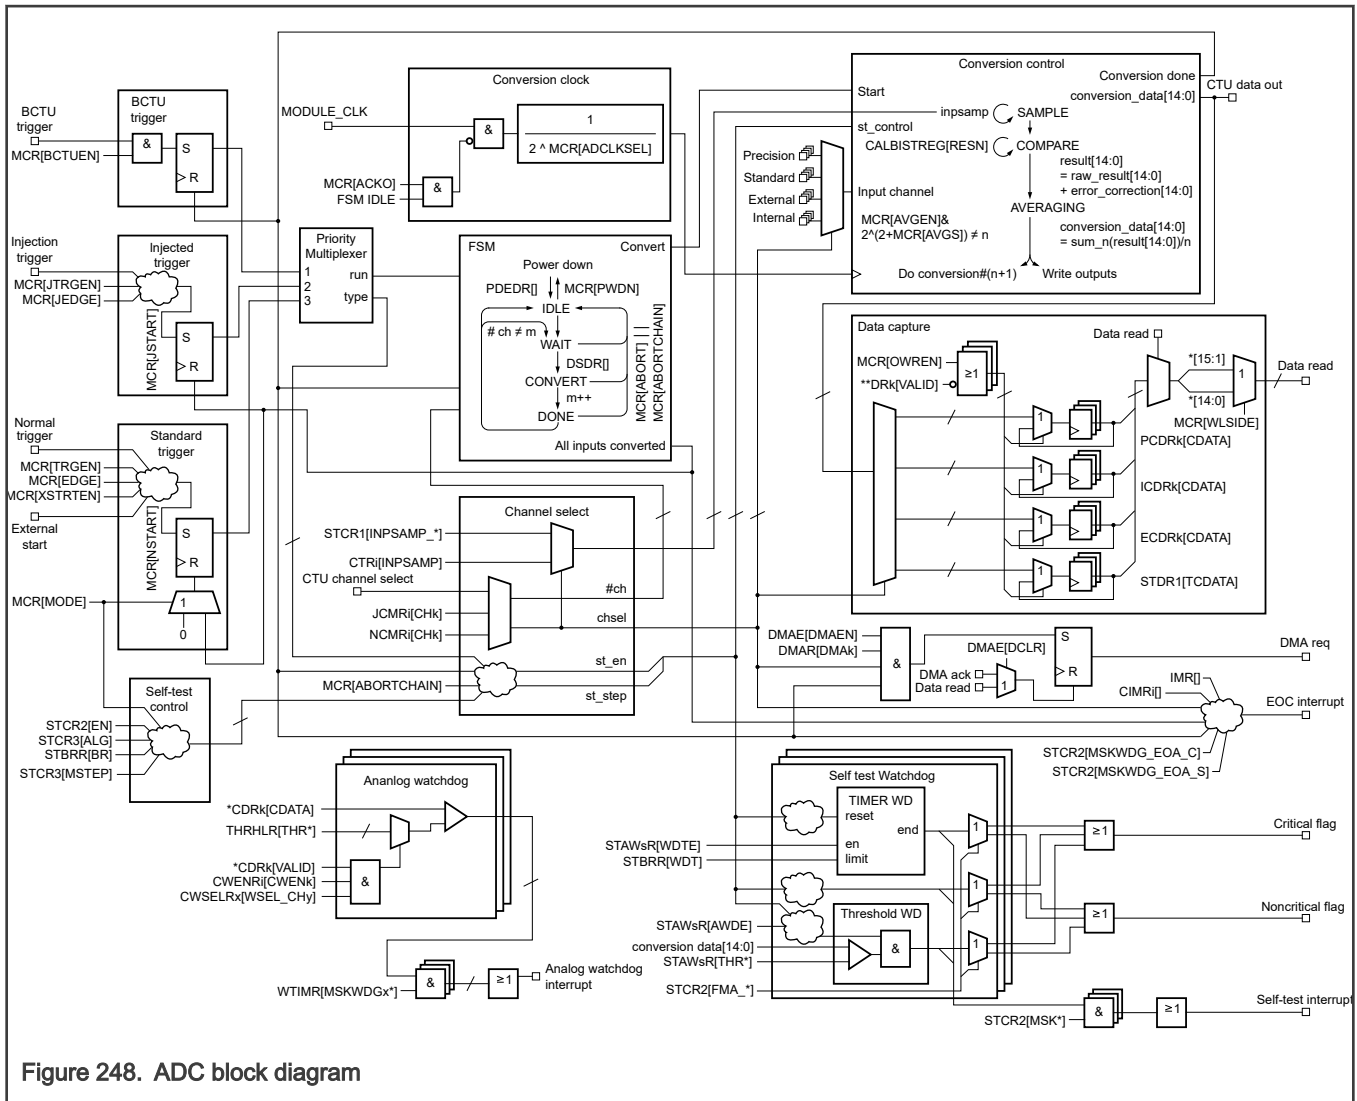 Conversion clock
MODULE_CLK
&
1
2 ^ MCR[ADCLKSEL]
MCR[ACKO]
FSM IDLE
&
Conversion control
Conversion done
conversion_data[14:0]
CTU data out
Start
inpsamp
SAMPLE
st_control
CALBISTREG[RESN]
COMPARE
result[14:0]
= raw_result[14:0]
+ error_correction[14:0]
Precision
Standard
External
Internal
Input channel
AVERAGING
MCR[AVGEN]&
2^(2+MCR[AVGS]) ≠ n
conversion_data[14:0]
= sum_n(result[14:0])/n
Do conversion#(n+1)
Write outputs
BCTU
trigger
BCTU
trigger
MCR[BCTUEN]
&
S
R
Injection
trigger
Injected
trigger
MCR[JTRGEN]
MCR[JEDGE]
MCR[JSTART]
S
R
Priority
Multiplexer
1
2
3
run
type
FSM
Convert
Power down
PDEDR[]
MCR[PWDN]
IDLE
# ch ≠ m
WAIT
DSDR[]
CONVERT
m++
DONE
MCR[ABORT] ||
MCR[ABORTCHAIN]
All inputs converted
Normal
trigger
Standard
trigger
MCR[TRGEN]
MCR[EDGE]
MCR[XSTRTEN]
External
start
MCR[NSTART]
S
R
MCR[MODE]
1
0
Data capture
Data read
MCR[OWREN]
**DRk[VALID]
≥1
*[15:1]
*[14:0]
1
Data read
MCR[WLSIDE]
1
PCDRk[CDATA]
1
ICDRk[CDATA]
1
ECDRk[CDATA]
1
STDR1[TCDATA]
Channel select
STCR1[INPSAMP_*]
CTRi[INPSAMP]
CTU channel select
#ch
JCMRi[CHk]
chsel
NCMRi[CHk]
st_en
MCR[ABORTCHAIN]
st_step
DMAE[DMAEN]
DMAR[DMAk]
&
DMAE[DCLR]
DMA ack
Data read
1
S
R
DMA req
IMR[]
CIMRi[]
EOC interrupt
STCR2[MSKWDG_EOA_C]
STCR2[MSKWDG_EOA_S]
Self-test
control
STCR2[EN]
STCR3[ALG]
STBRR[BR]
STCR3[MSTEP]
Ananlog watchdog
*CDRk[CDATA]
THRHLR[THR*]
*CDRk[VALID]
CWENRi[CWENk]
CWSELRx[WSEL_CHy]
&
WTIMR[MSKWDGx*]
&
≥1
Analog watchdog
interrupt
Self test Watchdog
TIMER WD
reset
end
en
limit
STAWsR[WDTE]
STBRR[WDT]
1
≥1
Critical flag
1
Threshold WD
STAWsR[AWDE]
conversion data[14:0]
STAWsR[THR*]
&
1
≥1
Noncritical flag
STCR2[FMA_*]
STCR2[MSK*]
&
≥1
Self-test interrupt
Figure 248. ADC block diagram